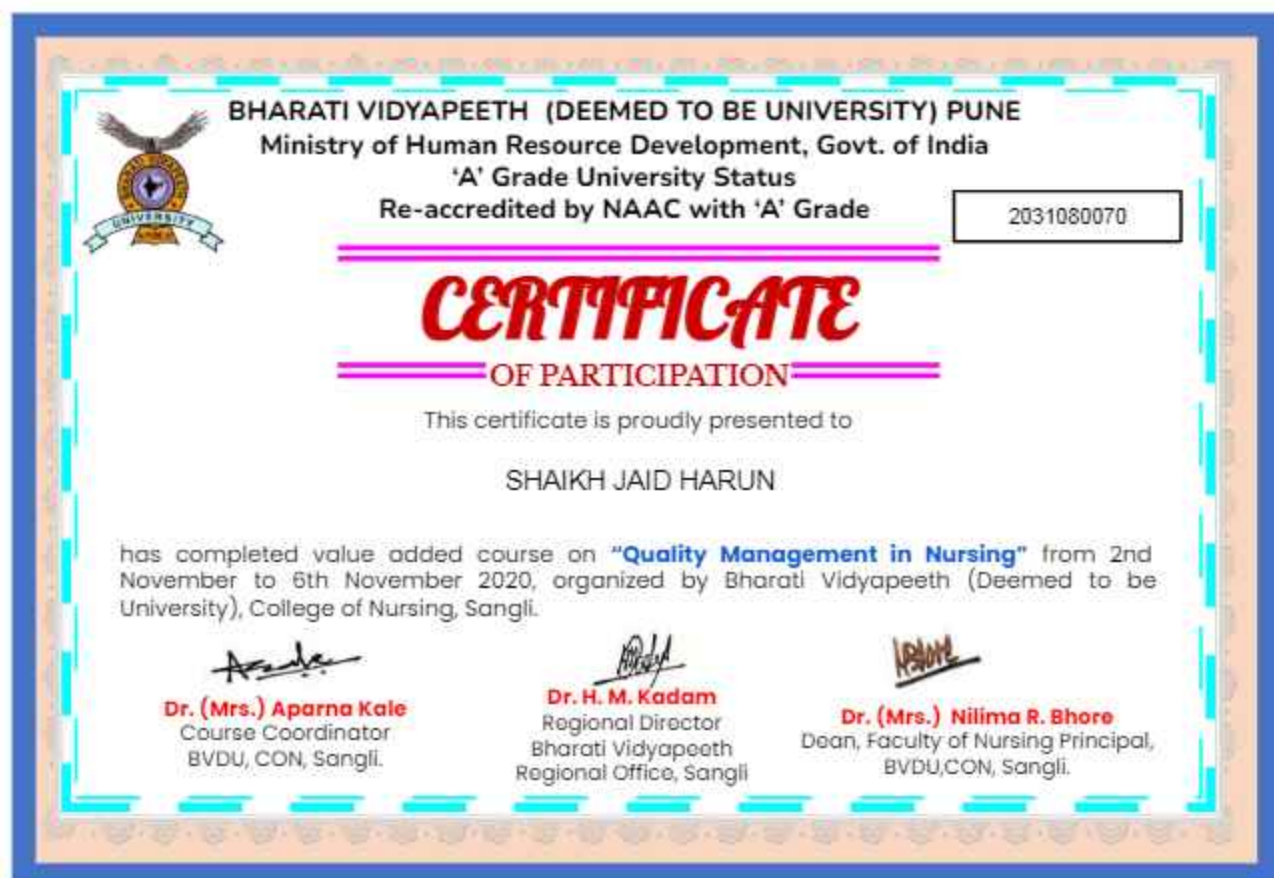 BHARATI VIDYAPEETH (DEEMED TO BE UNIVERSITY) PUNE
Ministry of Human Resource Development, Govt. of India
‘A’ Grade University Status
Re-accredited by NAAC with ‘A’ Grade
2031080070
BHARATI VIDYAPEETH
UNIVERSITY
CERTIFICATE
OF PARTICIPATION
This certificate is proudly presented to
SHAIKH JAID HARUN
has completed value added course on “Quality Management in Nursing” from 2nd
November to 6th November 2020, organized by Bharati Vidyapeeth (Deemed to be
University), College of Nursing, Sangli.
Dr. (Mrs.) Aparna Kale
Course Coordinator
BVDU, CON, Sangli.
Dr. H. M. Kadam
Regional Director
Bharati Vidyapeeth
Regional Office, Sangli
Dr. (Mrs.) Nilima R. Bhore
Dean, Faculty of Nursing Principal,
BVDU,CON, Sangli.